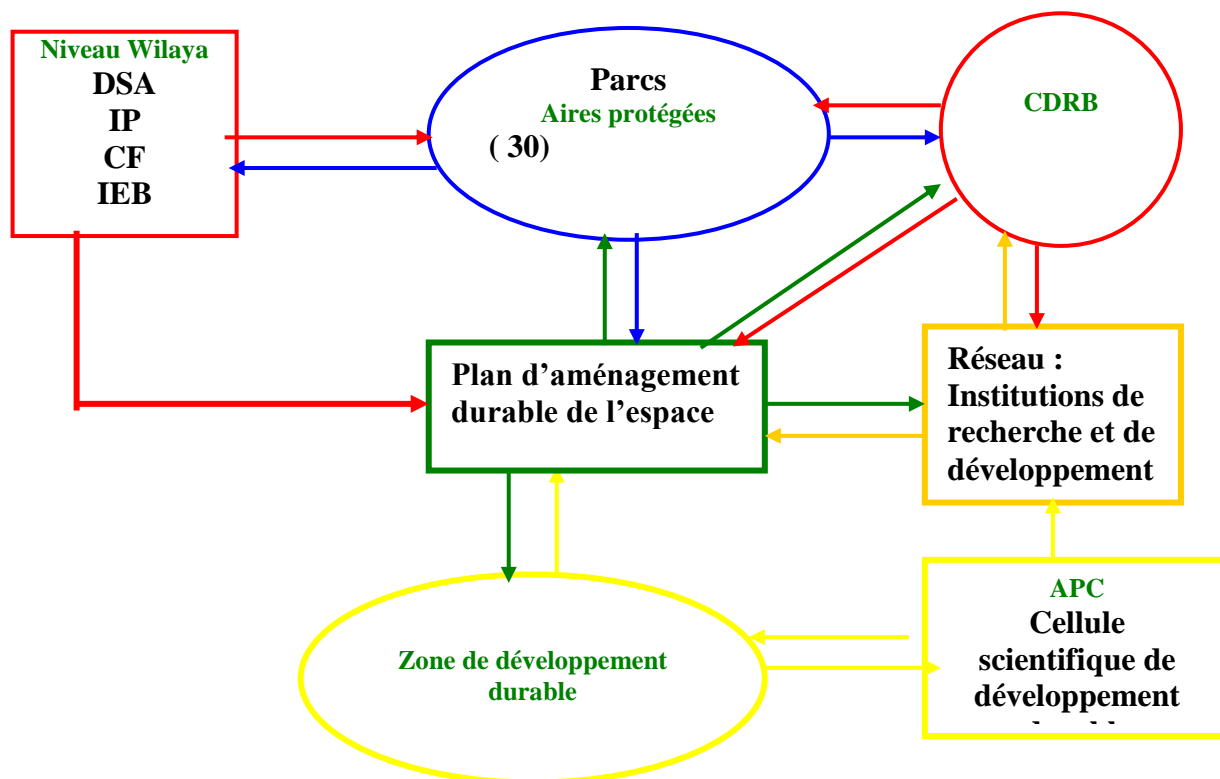 Niveau Wilaya
DSA
IP
CF
IEB
Parcs
Aires protégées
( 30)
CDRB
Plan d’aménagement
durable de l’espace
Réseau :
Institutions de
recherche et de
développement
Zone de développement
durable
APC
Cellule
scientifique de
développement